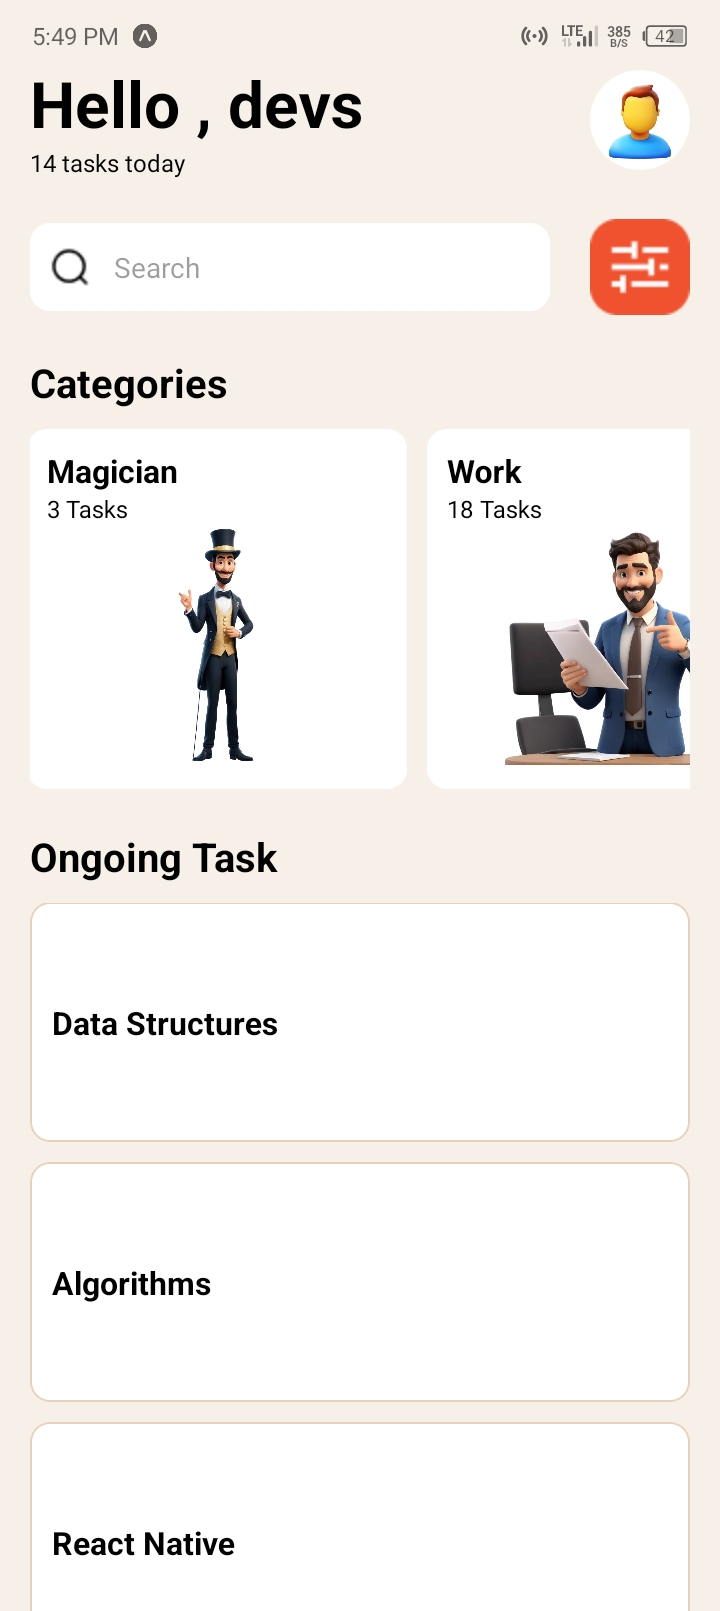 5:49 PM
LTE
385
B/S
42
Hello , devs
14 tasks today
Search
Categories
Magician
3 Tasks
Work
18 Tasks
Ongoing Task
Data Structures
Algorithms
React Native